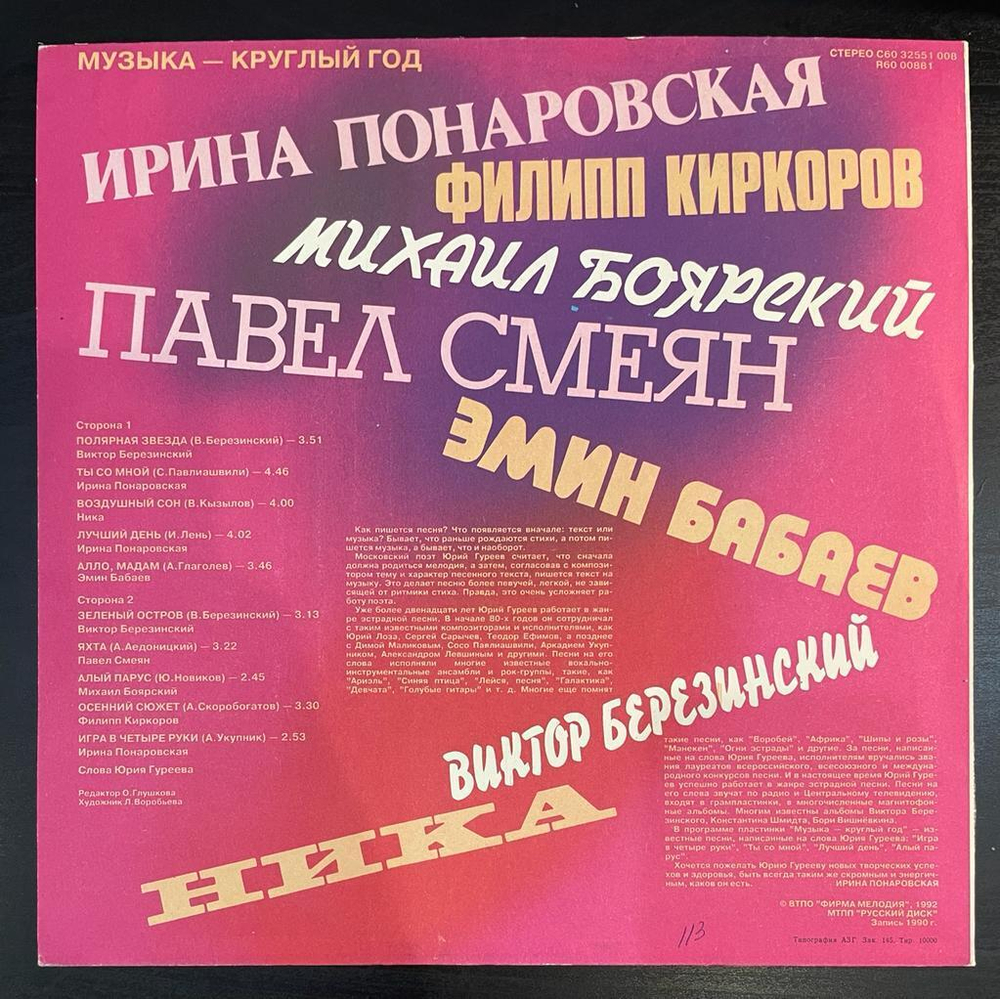 МУЗЫКА — КРУГЛЫЙ ГОД
СТЕРЕО С60 32551 008
R60 00881
ИРИНА ПОНАРОВСКАЯ
ФИЛИПП КИРКОРОВ
МИХАИЛ БОЯРСКИЙ
ПАВЕЛ СМЕЯН
ЭМИН БАБАЕВ
Сторона 1
ПОЛЯРНАЯ ЗВЕЗДА (В.Березинский) — 3.51
Виктор Березинский
ТЫ СО МНОЙ (С.Павлиашвили) — 4.46
Ирина Понаровская
ВОЗДУШНЫЙ СОН (В.Кызылов) — 4.00
Ника
ЛУЧШИЙ ДЕНЬ (И.Лень) — 4.02
Ирина Понаровская
АЛЛО, МАДАМ (А.Глаголев) — 3.46
Эмин Бабаев
Сторона 2
ЗЕЛЕНЫЙ ОСТРОВ (В.Березинский) — 3.13
Виктор Березинский
ЯХТА (А.Аедоницкий) — 3.22
Павел Смеян
АЛЫЙ ПАРУС (Ю.Новиков) — 2.45
Михаил Боярский
ОСЕННИЙ СЮЖЕТ (А.Скоробогатов) — 3.30
Филипп Киркоров
ИГРА В ЧЕТЫРЕ РУКИ (А.Укупник) — 2.53
Ирина Понаровская
Слова Юрия Гуреева
Редактор О.Глушкова
Художник Л.Воробьева
Как пишется песня? Что появляется вначале: текст или
музыка? Бывает, что раньше рождаются стихи, а потом пи-
шется музыка, а бывает, что и наоборот.
Московский поэт Юрий Гуреев считает, что сначала
должна родиться мелодия, а затем, согласовав с компози-
тором тему и характер песенного текста, пишется текст на
музыку. Это делает песню более певучей, легкой, не зави-
сящей от ритмики стиха. Правда, это очень усложняет ра-
боту поэта.
Уже более двенадцати лет Юрий Гуреев работает в жан-
ре эстрадной песни. В начале 80-х годов он сотрудничал
с таким известными композиторами и исполнителями, как
Юрий Лоза, Сергей Сарычев, Теодор Ефимов, а позднее
с Димой Маликовым, Сосо Павлиашвили, Аркадием Укуп-
ником, Александром Левшиным и другими. Песни на его
слова исполняли многие известные вокально-
инструментальные ансамбли и рок-группы, такие, как
"Ариэль", "Синяя птица", "Лейся, песня", "Галактика",
"Девчата", "Голубые гитары" и т. д. Многие еще помнят
ВИКТОР БЕРЕЗИНСКИЙ
НИКА
такие песни, как "Воробей", "Африка", "Шипы и розы",
"Манекен", "Огни эстрады" и другие. За песни, написан-
ные на слова Юрия Гуреева, исполнителям вручались зва-
ния лауреатов всероссийского, всесоюзного и междуна-
родного конкурсов песни. И в настоящее время Юрий Гуре-
ев успешно работает в жанре эстрадной песни. Песни на
его слова звучат по радио и Центральному телевидению,
входят в грампластинки, в многочисленные магнитофон-
ные альбомы. Многим известны альбомы Виктора Бере-
зинского, Константина Шмидта, Бори Вишнёвкина.
В программе пластинки "Музыка — круглый год" — из-
вестные песни, написанные на слова Юрия Гуреева: "Игра
в четыре руки", "Ты со мной", "Лучший день", "Алый па-
рус".
Хочется пожелать Юрию Гурееву новых творческих успе-
хов и здоровья, быть всегда таким же скромным и энергич-
ным, каков он есть. ИРИНА ПОНАРОВСКАЯ
© ВТПО "ФИРМА МЕЛОДИЯ", 1992
МТПП "РУССКИЙ ДИСК"
Запись 1990 г.
113
Типография АЗГ. Зак. 145. Тир. 10000